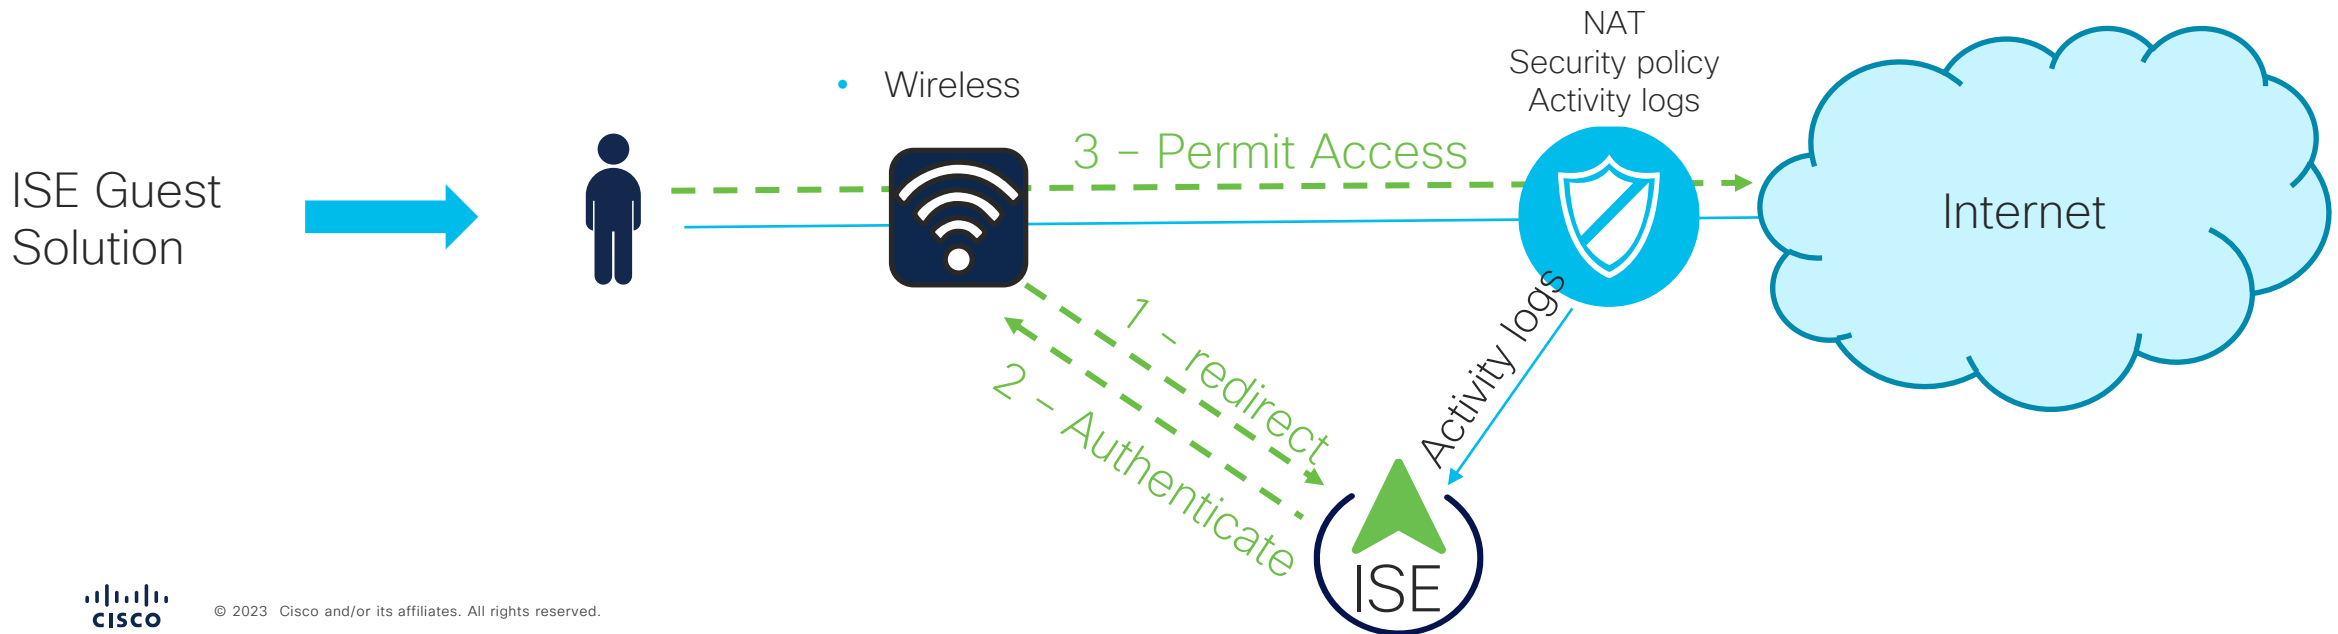 NAT
Security policy
Activity logs
• Wireless
3 – Permit Access
ISE Guest
Solution
Internet
1 - redirect
2 - Authenticate
Activity logs
ISE
CISCO
© 2023 Cisco and/or its affiliates. All rights reserved.